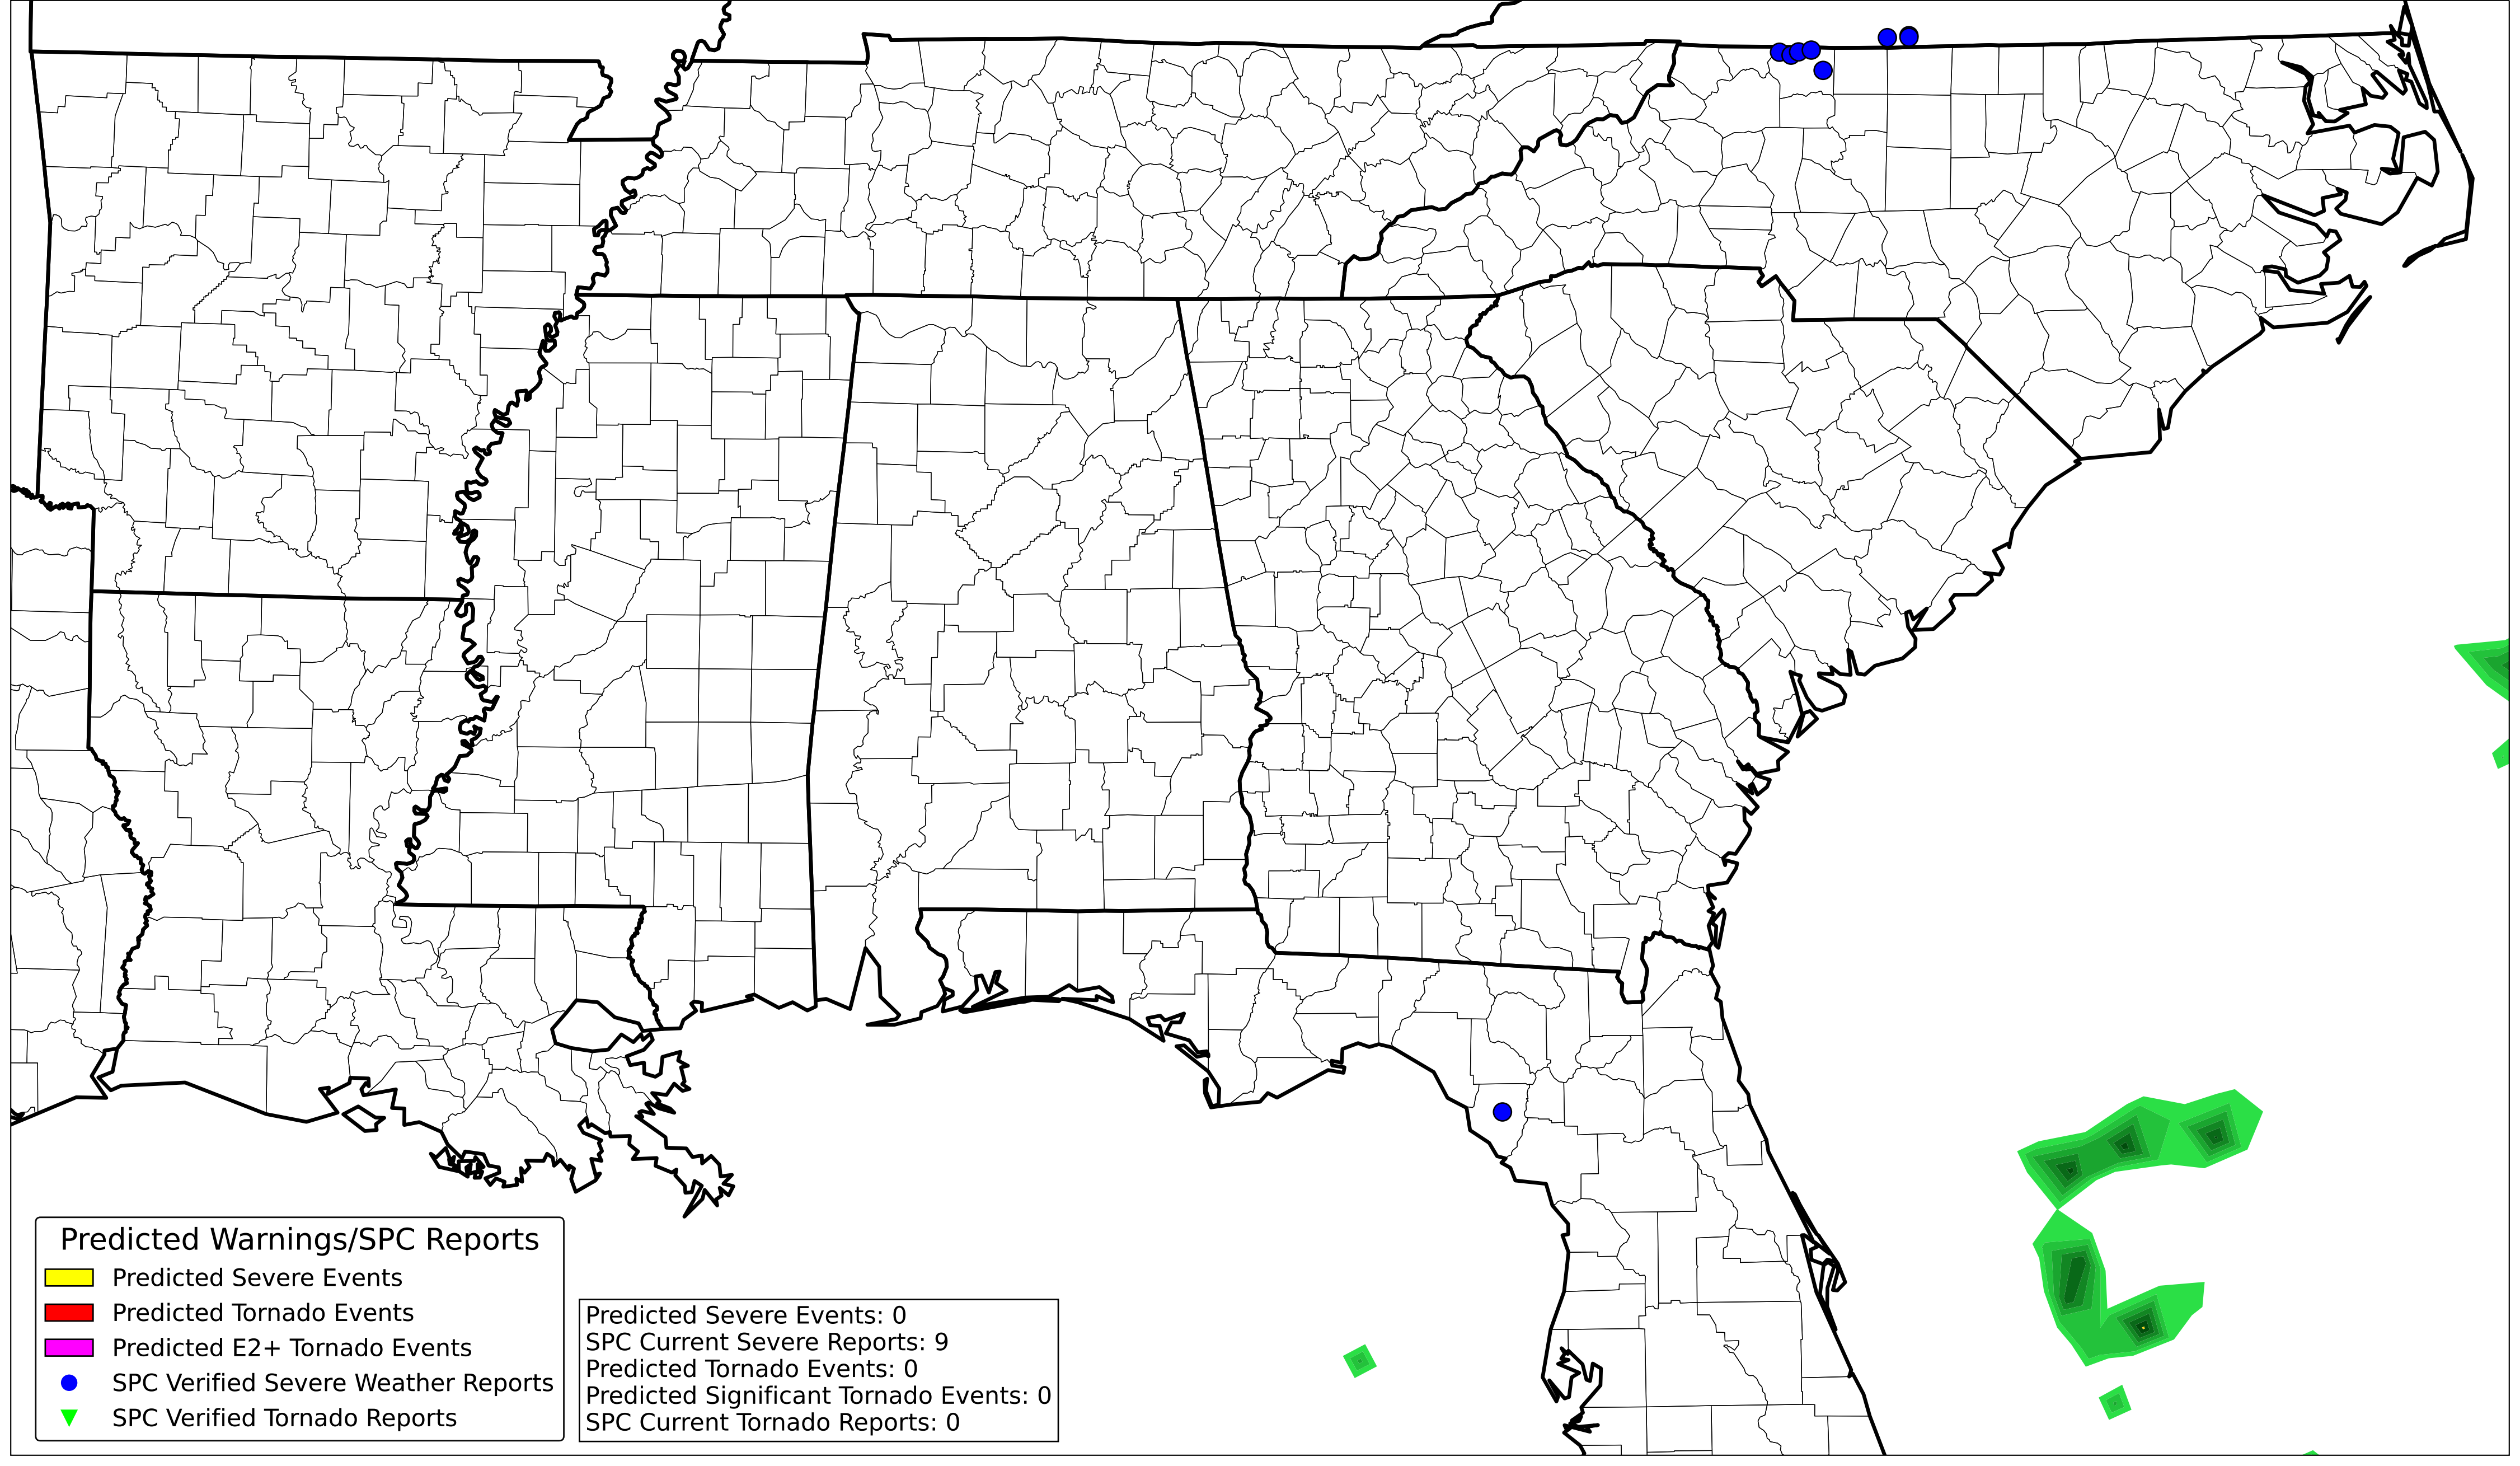 Predicted Warnings/SPC Reports
Predicted Severe Events
Predicted Tornado Events
Predicted E2+ Tornado Events
SPC Verified Severe Weather Reports
SPC Verified Tornado Reports
Predicted Severe Events: 0
SPC Current Severe Reports: 9
Predicted Tornado Events: 0
Predicted Significant Tornado Events: 0
SPC Current Tornado Reports: 0